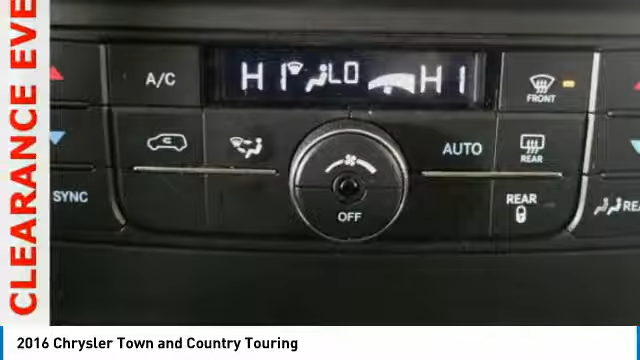 CLEARANCE EVE
HI LO HI
A/C
FRONT
AUTO
REAR
SYNC
OFF
REAR
REA
2016 Chrysler Town and Country Touring